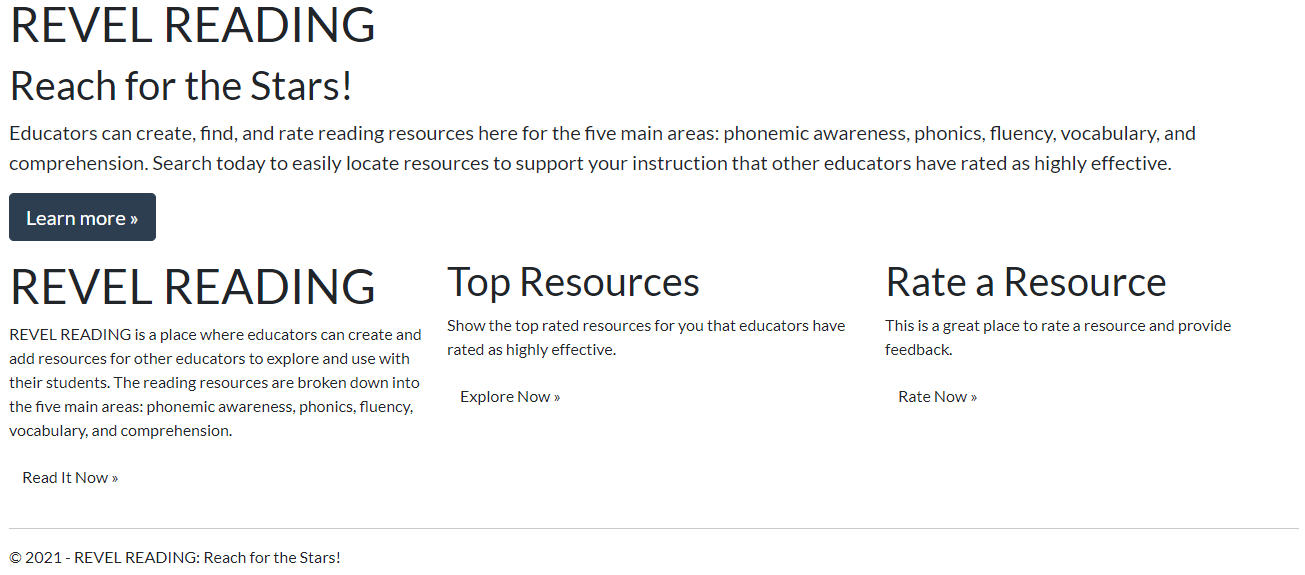 REVEL READING
Reach for the Stars!
Educators can create, find, and rate reading resources here for the five main areas: phonemic awareness, phonics, fluency, vocabulary, and
comprehension. Search today to easily locate resources to support your instruction that other educators have rated as highly effective.
Learn more »
REVEL READING
REVEL READING is a place where educators can create and
add resources for other educators to explore and use with
their students. The reading resources are broken down into
the five main areas: phonemic awareness, phonics, fluency,
vocabulary, and comprehension.
Read It Now »
Top Resources
Show the top rated resources for you that educators have
rated as highly effective.
Explore Now »
Rate a Resource
This is a great place to rate a resource and provide
feedback.
Rate Now »
© 2021 - REVEL READING: Reach for the Stars!